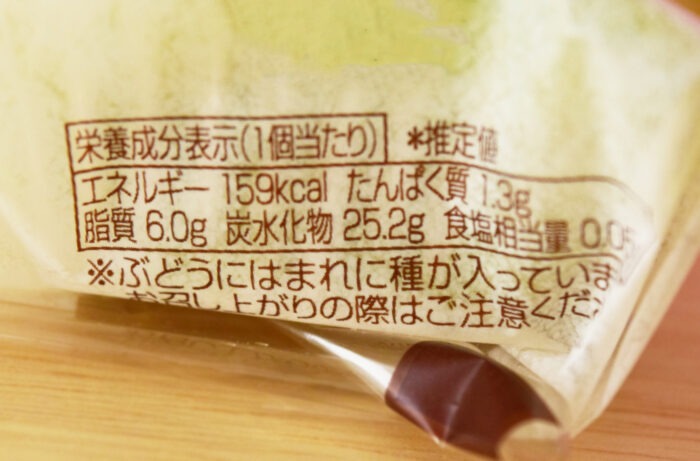 栄養成分表示(1個当たり) *推定値
エネルギー 159kcal たんぱく質 1.3g
脂質 6.0g 炭水化物 25.2g 食塩相当量 0.0
※ぶどうにはまれに種が入っていま
お召し上がりの際はご注意くださ